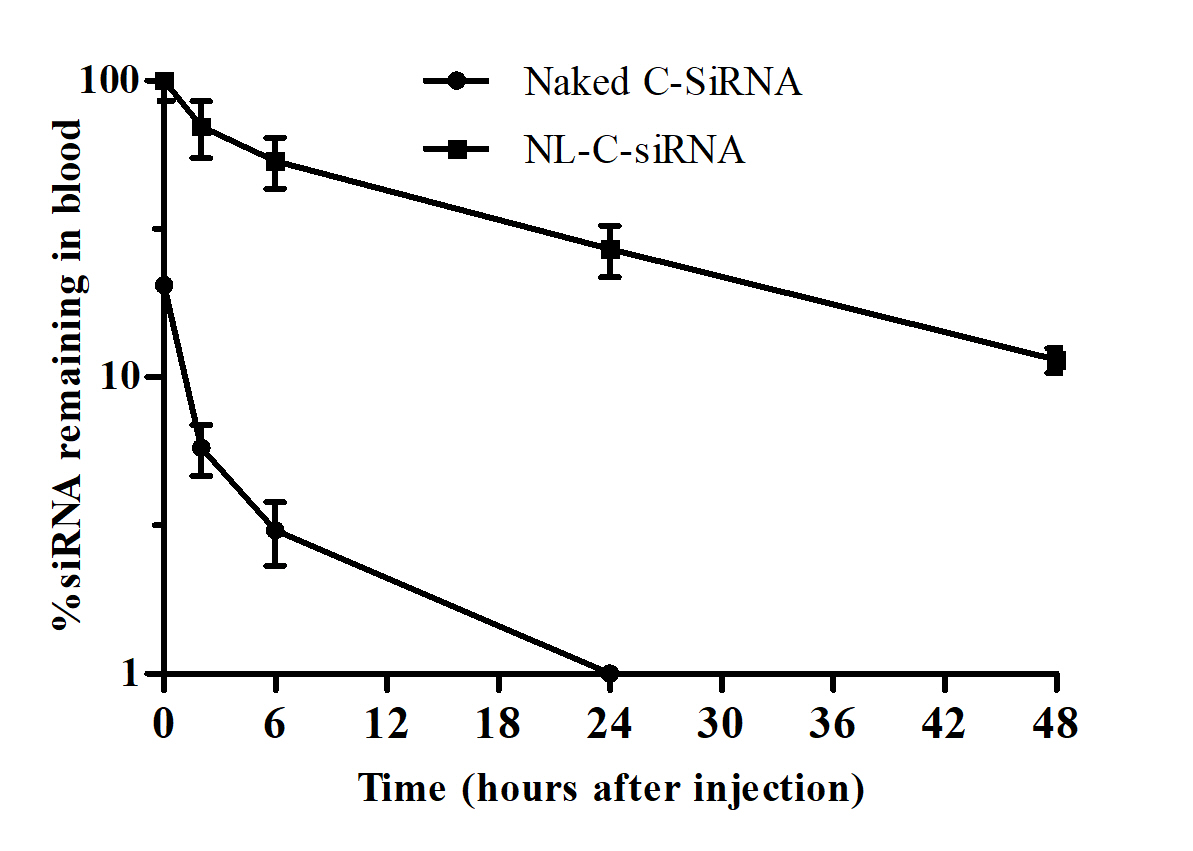 Naked C-SiRNA
NL-C-siRNA
%siRNA remaining in blood
100
10
1
0 6 12 18 24 30 36 42 48
Time (hours after injection)